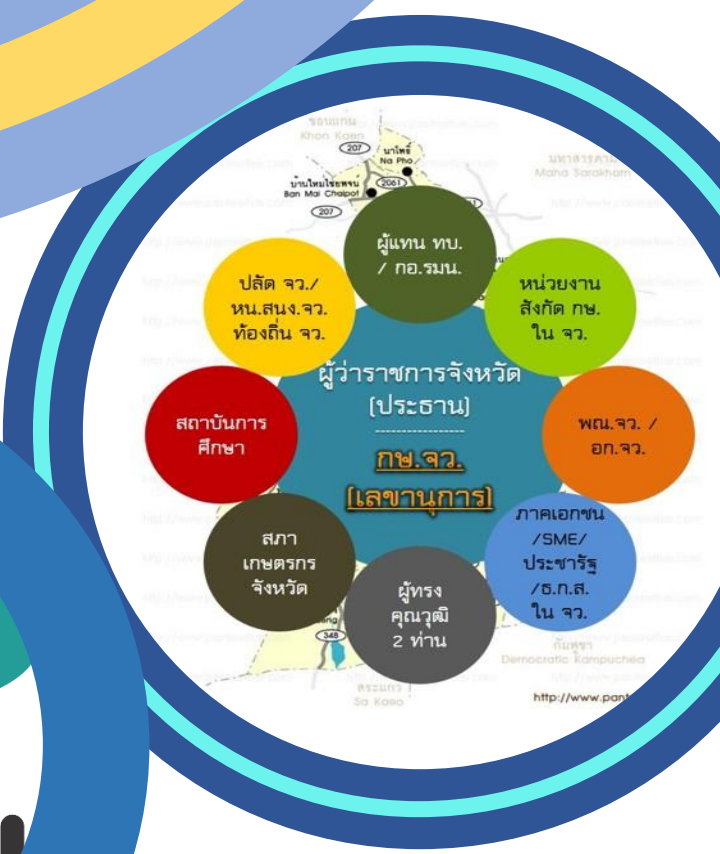 ขอนแก่น
Khon Kaen
207
นาโพธิ์
Na Pho
บ้านใหม่ไชยพจน์
Ban Mai Chaipot
2061
207
มหาสารคาม
Maha Sarakham
ผู้แทน ทบ.
/ กอ.รมน.
ปลัด จว./
หน.สนง.จว.
ท้องถิ่น จว.
หน่วยงาน
สังกัด กษ.
ใน จว.
ผู้ว่าราชการจังหวัด
(ประธาน)
-----------------
กษ.จว.
(เลขานุการ)
สถาบันการ
ศึกษา
พณ.จว. /
อก.จว.
สภา
เกษตรกร
จังหวัด
ภาคเอกชน
/SME/
ประชารัฐ
/ธ.ก.ส.
ใน จว.
ผู้ทรง
คุณวุฒิ
2 ท่าน
348
กัมพูชา
Democratic Kampuchea
สระแก้ว
Sa Kaeo
http://www.pant